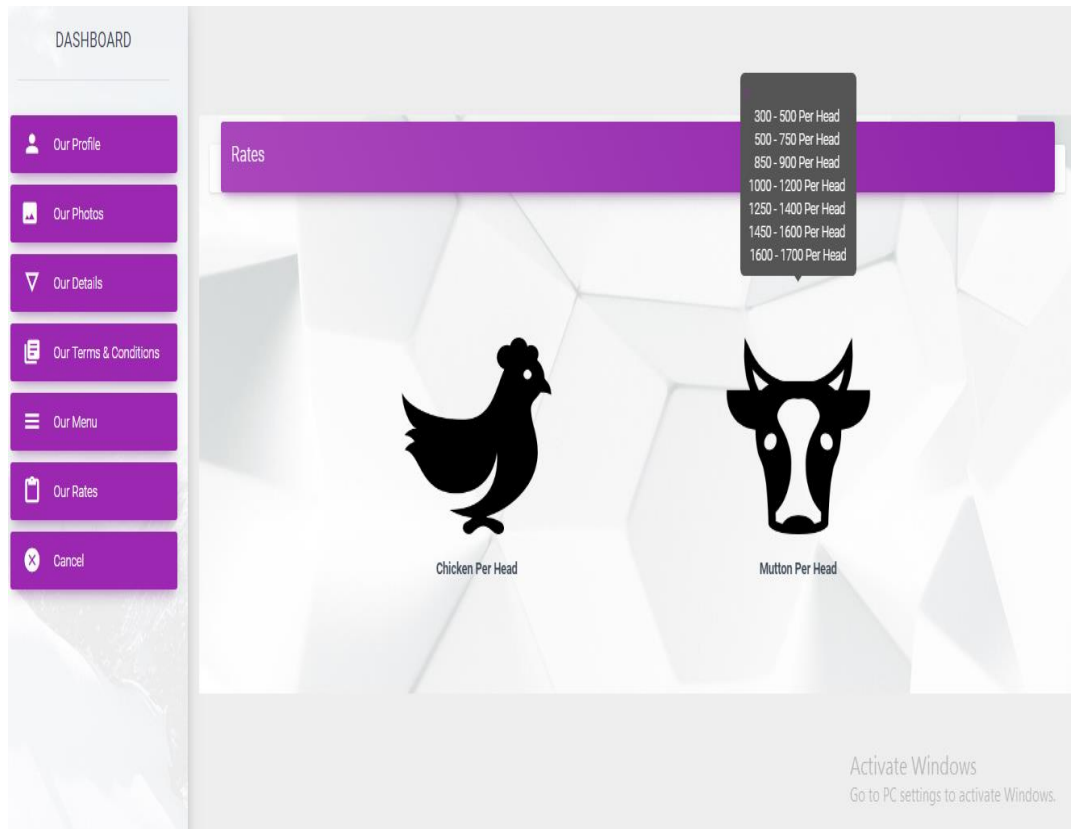 DASHBOARD
Our Profile
Our Photos
Our Details
Our Terms & Conditions
Our Menu
Our Rates
Cancel
Rates
300 - 500 Per Head
500 - 750 Per Head
850 - 900 Per Head
1000 - 1200 Per Head
1250 - 1400 Per Head
1450 - 1600 Per Head
1600 - 1700 Per Head
Chicken Per Head
Mutton Per Head
Activate Windows
Go to PC settings to activate Windows.